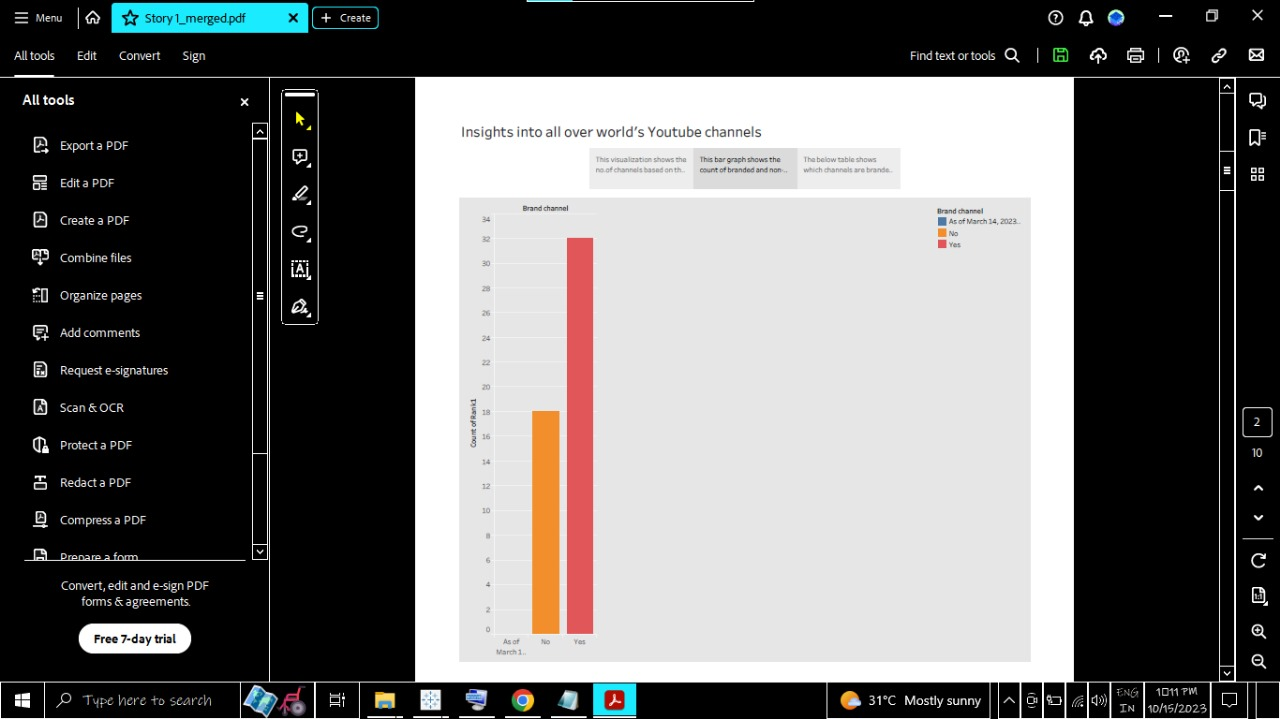 Menu
Story 1_merged.pdf
Create
All tools
Edit
Convert
Sign
Find text or tools
All tools
Export a PDF
Edit a PDF
Create a PDF
Combine files
Organize pages
Add comments
Request e-signatures
Scan & OCR
Protect a PDF
Redact a PDF
Compress a PDF
Prepare a form
Convert, edit and e-sign PDF
forms & agreements.
Free 7-day trial
Insights into all over world's Youtube channels
This visualization shows the
no.of channels based on th..
This bar graph shows the
count of branded and non-..
The below table shows
which channels are brande..
Brand channel
34
32
30
28
26
24
22
20
18
16
14
12
10
8
6
4
2
0
Count of Rank1
As of
March 1..
No
Yes
Brand channel
As of March 14, 2023..
No
Yes
2
10
1:1
Type here to search
31°C Mostly sunny
ENG
IN
10:11 PM
10/15/2023